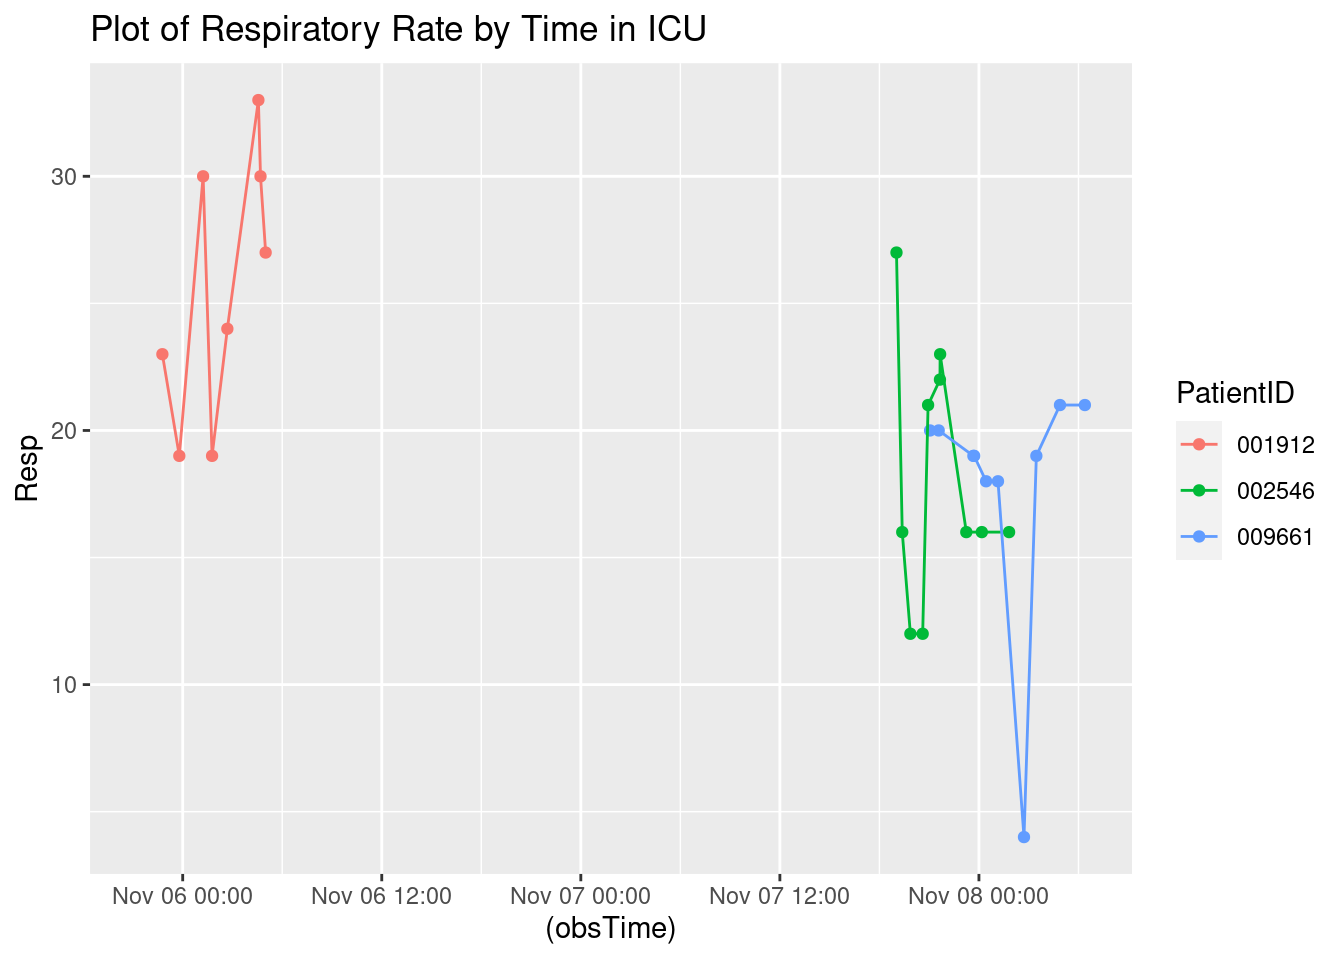 Plot of Respiratory Rate by Time in ICU
Resp
30
20
10
Nov 06 00:00
Nov 06 12:00
Nov 07 00:00
Nov 07 12:00
Nov 08 00:00
(obsTime)
PatientID
001912
002546
009661